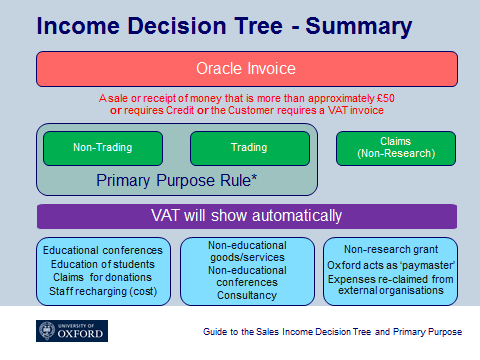 Income Decision Tree - Summary
Oracle Invoice
A sale or receipt of money that is more than approximately £50
or requires Credit or the Customer requires a VAT invoice
Non-Trading
Trading
Claims
(Non-Research)
Primary Purpose Rule*
VAT will show automatically
Educational conferences
Education of students
Claims for donations
Staff recharging (cost)
Non-educational
goods/services
Non-educational
conferences
Consultancy
Non-research grant
Oxford acts as 'paymaster'
Expenses re-claimed from
external organisations
UNIVERSITY OF
OXFORD
Guide to the Sales Income Decision Tree and Primary Purpose